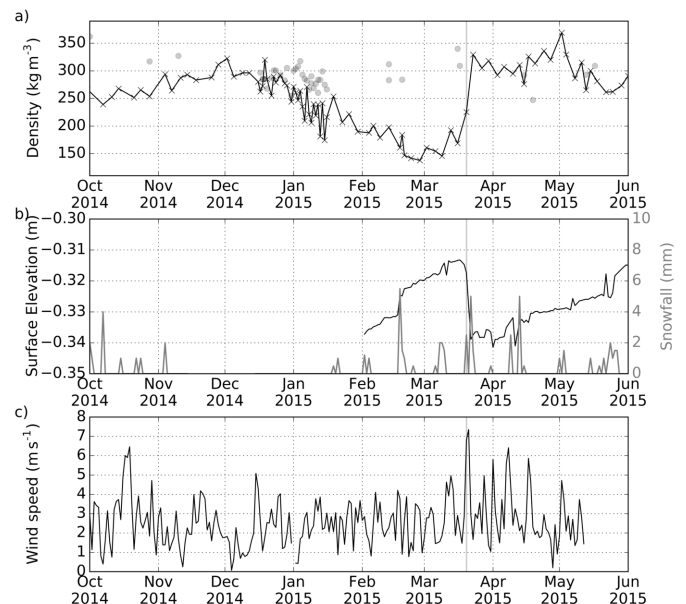 a)
Density (kg m⁻³)
350
300
250
200
150
Oct 2014 Nov 2014 Dec 2014 Jan 2015 Feb 2015 Mar 2015 Apr 2015 May 2015 Jun 2015
b)
Surface Elevation (m)
−0.30
−0.31
−0.32
−0.33
−0.34
−0.35
10
8
6
4
2
0
Snowfall (mm)
Oct 2014 Nov 2014 Dec 2014 Jan 2015 Feb 2015 Mar 2015 Apr 2015 May 2015 Jun 2015
c)
Wind speed (m s⁻¹)
8
7
6
5
4
3
2
1
0
Oct 2014 Nov 2014 Dec 2014 Jan 2015 Feb 2015 Mar 2015 Apr 2015 May 2015 Jun 2015